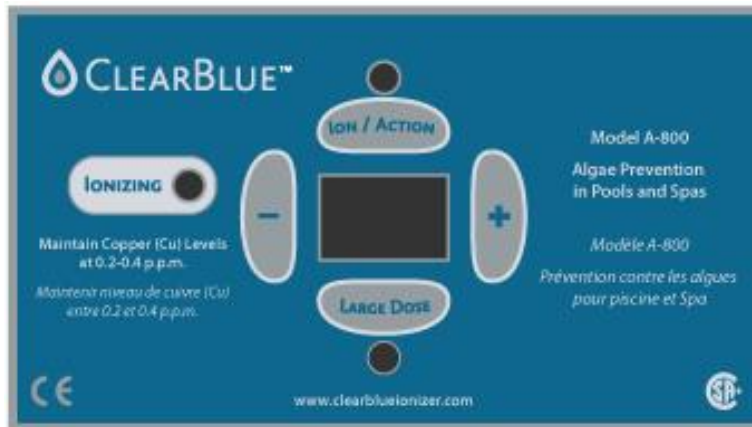 CLEARBLUE™
ION / ACTION
IONIZING
−
+
LARGE DOSE
Maintain Copper (Cu) Levels
at 0.2-0.4 p.p.m.
Maintenir niveau de cuivre (Cu)
entre 0.2 et 0.4 p.p.m.
Model A-800
Algae Prevention
in Pools and Spas
Modèle A-800
Prévention contre les algues
pour piscine et Spa
CE
www.clearblueionizer.com